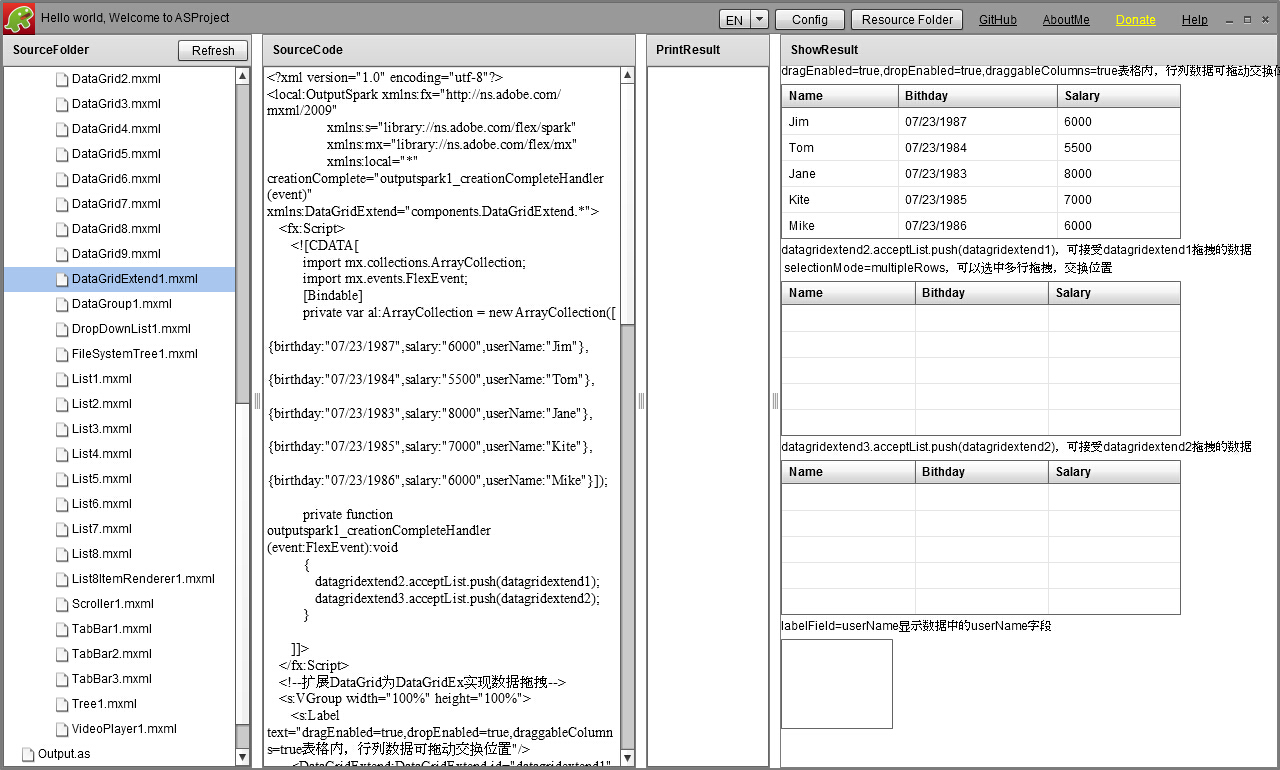 Hello world, Welcome to ASProject
EN
Config
Resource Folder
GitHub
AboutMe
Donate
Help
SourceFolder
Refresh
DataGrid2.mxml
DataGrid3.mxml
DataGrid4.mxml
DataGrid5.mxml
DataGrid6.mxml
DataGrid7.mxml
DataGrid8.mxml
DataGrid9.mxml
DataGridExtend1.mxml
DataGroup1.mxml
DropDownList1.mxml
FileSystemTree1.mxml
List1.mxml
List2.mxml
List3.mxml
List4.mxml
List5.mxml
List6.mxml
List7.mxml
List8.mxml
List8ItemRenderer1.mxml
Scroller1.mxml
TabBar1.mxml
TabBar2.mxml
TabBar3.mxml
Tree1.mxml
VideoPlayer1.mxml
Output.as
SourceCode
<?xml version="1.0" encoding="utf-8"?>
<local:OutputSpark xmlns:fx="http://ns.adobe.com/
mxml/2009"
xmlns:s="library://ns.adobe.com/flex/spark"
xmlns:mx="library://ns.adobe.com/flex/mx"
xmlns:local="*"
creationComplete="outputspark1_creationCompleteHandler
(event)"
xmlns:DataGridExtend="components.DataGridExtend.*">
<fx:Script>
<![CDATA[
import mx.collections.ArrayCollection;
import mx.events.FlexEvent;
[Bindable]
private var al:ArrayCollection = new ArrayCollection([
{birthday:"07/23/1987",salary:"6000",userName:"Jim"},
{birthday:"07/23/1984",salary:"5500",userName:"Tom"},
{birthday:"07/23/1983",salary:"8000",userName:"Jane"},
{birthday:"07/23/1985",salary:"7000",userName:"Kite"},
{birthday:"07/23/1986",salary:"6000",userName:"Mike"}]);
private function
outputspark1_creationCompleteHandler
(event:FlexEvent):void
{
datagridextend2.acceptList.push(datagridextend1);
datagridextend3.acceptList.push(datagridextend2);
}
]]>
</fx:Script>
<!--扩展DataGrid为DataGridEx实现数据拖拽-->
<s:VGroup width="100%" height="100%">
<s:Label
text="dragEnabled=true,dropEnabled=true,draggableColumn
s=true表格内，行列数据可拖动交换位置"/>
<DataGridExtend:DataGridExtend id="datagridextend1"
PrintResult
ShowResult
dragEnabled=true,dropEnabled=true,draggableColumns=true表格内，行列数据可拖动交换位
Name Bithday Salary
Jim 07/23/1987 6000
Tom 07/23/1984 5500
Jane 07/23/1983 8000
Kite 07/23/1985 7000
Mike 07/23/1986 6000
datagridextend2.acceptList.push(datagridextend1)，可接受datagridextend1拖拽的数据
selectionMode=multipleRows，可以选中多行拖拽，交换位置
Name Bithday Salary
datagridextend3.acceptList.push(datagridextend2)，可接受datagridextend2拖拽的数据
Name Bithday Salary
labelField=userName显示数据中的userName字段